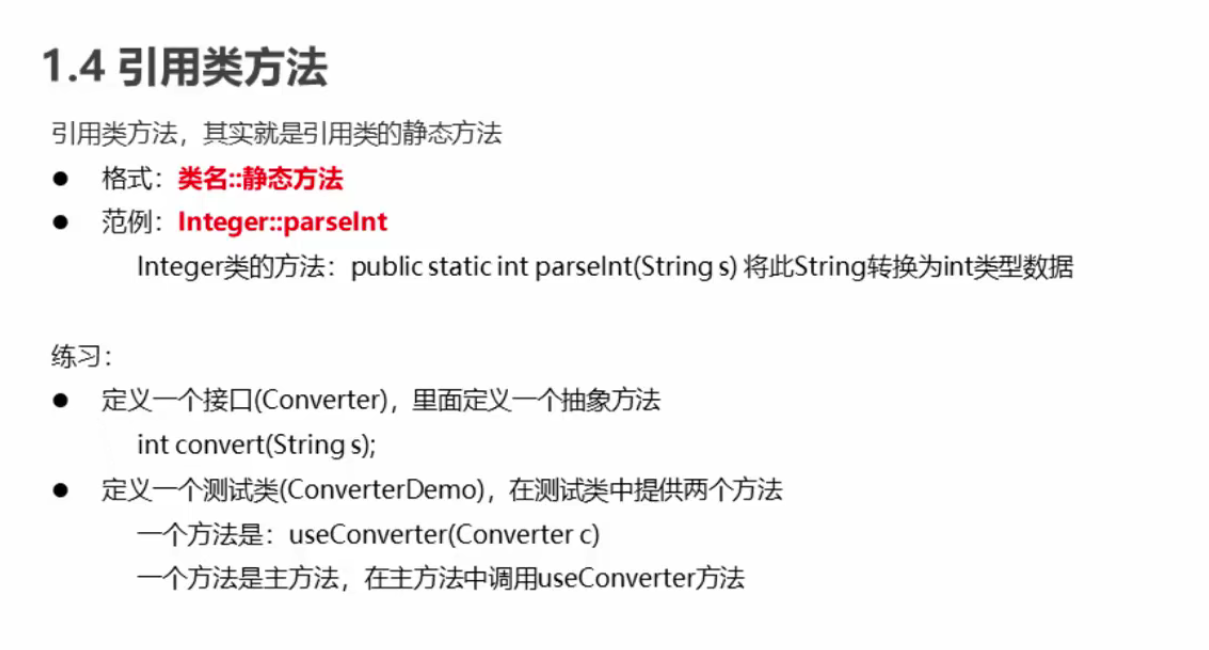 1.4 引用类方法
引用类方法，其实就是引用类的静态方法
● 格式：类名::静态方法
● 范例：Integer::parseInt
Integer类的方法：public static int parseInt(String s) 将此String转换为int类型数据
练习：
● 定义一个接口(Converter)，里面定义一个抽象方法
int convert(String s);
● 定义一个测试类(ConverterDemo)，在测试类中提供两个方法
一个方法是：useConverter(Converter c)
一个方法是主方法，在主方法中调用useConverter方法